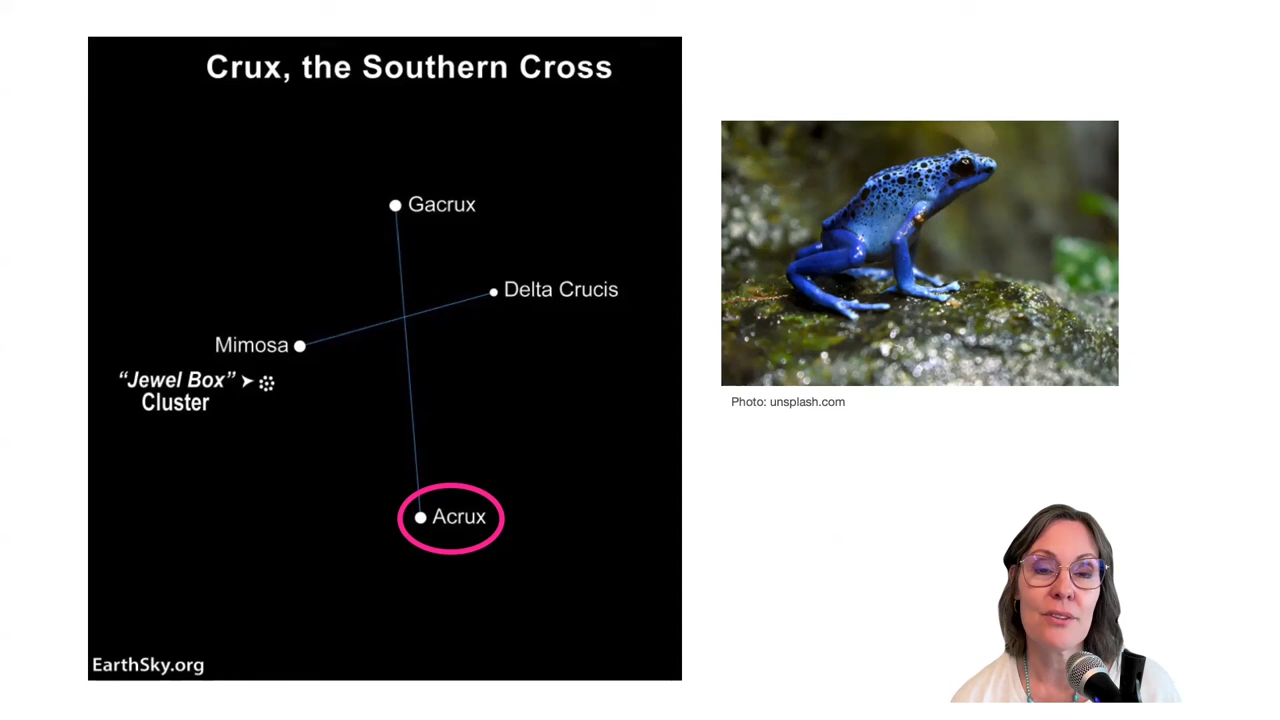 Crux, the Southern Cross
Gacrux
Delta Crucis
Mimosa
“Jewel Box”
Cluster
Acrux
EarthSky.org
Photo: unsplash.com